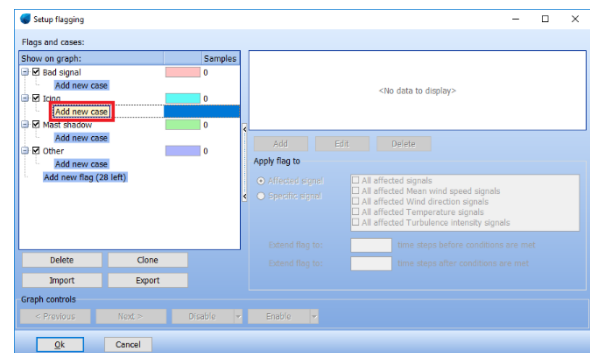 Setup flagging
Flags and cases:
Show on graph: Samples
Bad signal 0
Add new case
Icing 0
Add new case
Mast shadow 0
Add new case
Other 0
Add new case
Add new flag (28 left)
Delete Clone
Import Export
<No data to display>
Add Edit Delete
Apply flag to
Affected signal
Specific signal
All affected signals
All affected Mean wind speed signals
All affected Wind direction signals
All affected Temperature signals
All affected Turbulence intensity signals
Extend flag to: time steps before conditions are met
Extend flag to: time steps after conditions are met
Graph controls
< Previous Next > Disable Enable
Ok Cancel